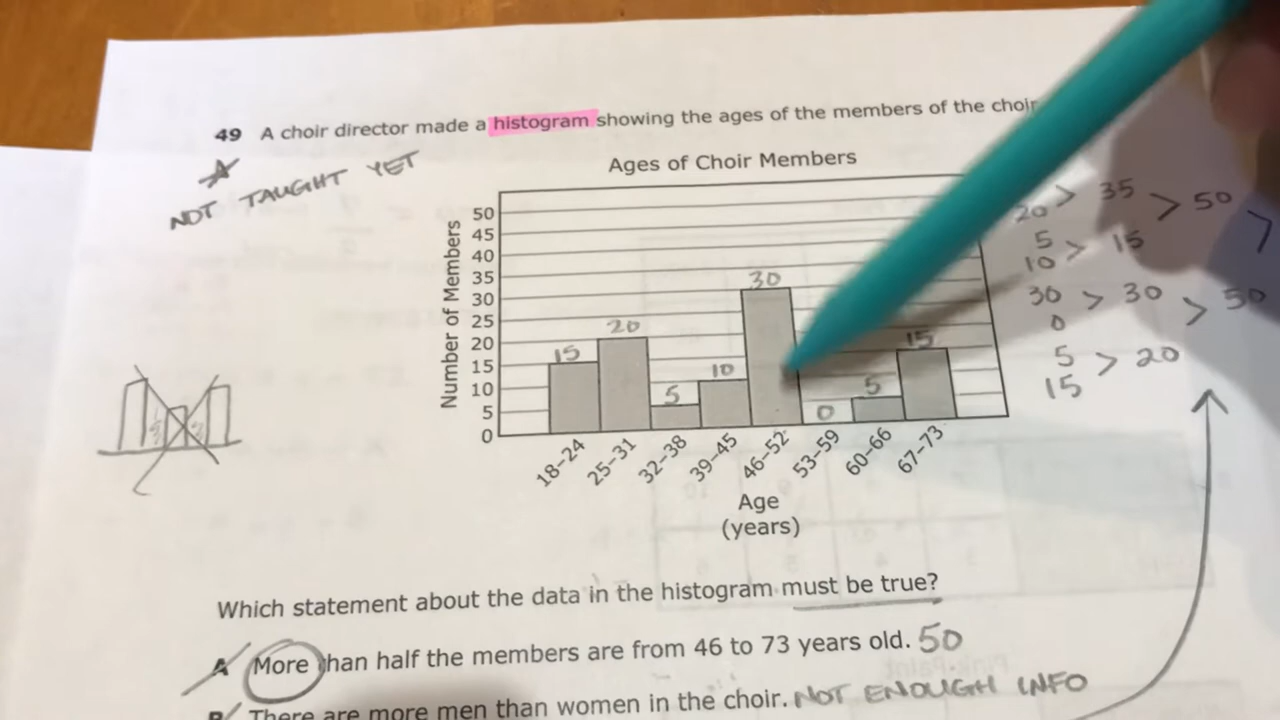 49 A choir director made a histogram showing the ages of the members of the choir
A
NOT TAUGHT YET
Ages of Choir Members
Number of Members
50
45
40
35
30
25
20
15
10
5
0
15
20
5
10
30
0
5
15
18–24
25–31
32–38
39–45
46–52
53–59
60–66
67–73
Age
(years)
20 > 35 > 50 >
5
10 > 15
30 > 30 > 50
0
5 > 20
15
Which statement about the data in the histogram must be true?
A More than half the members are from 46 to 73 years old. 50
B There are more men than women in the choir. NOT ENOUGH INFO